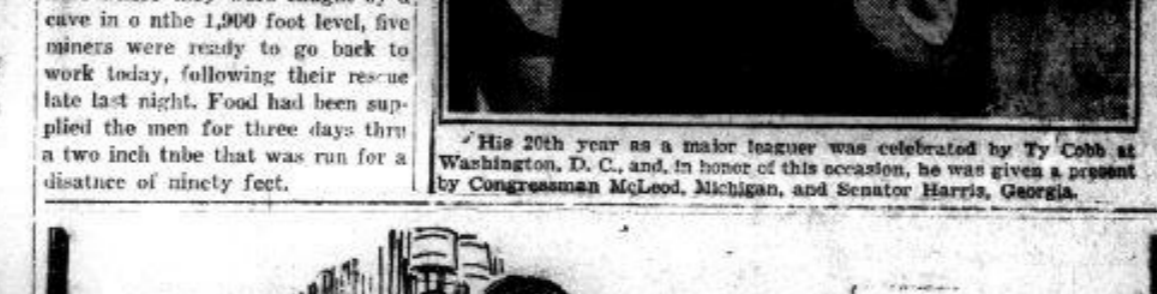 cave in o nthe 1,900 foot level, five
miners were ready to go back to
work today, following their rescue
late last night. Food had been sup-
plied the men for three days thru
a two inch tnbe that was run for a
disatnce of ninety feet.
His 20th year as a major leaguer was celebrated by Ty Cobb at
Washington, D. C., and, in honor of this occasion, he was given a present
by Congressman McLeod, Michigan, and Senator Harris, Georgia.